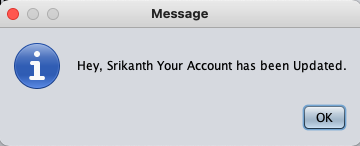 Message
Hey, Srikanth Your Account has been Updated.
OK